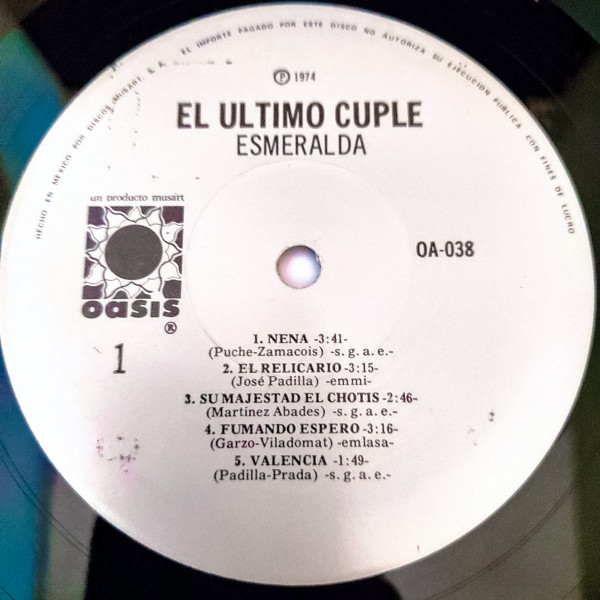 HECHO EN MEXICO POR DISCOS MUSART, S.A. EL IMPORTE PAGADO POR ESTE DISCO NO AUTORIZA SU EJECUCION PUBLICA CON FINES DE LUCRO
Ⓟ 1974
EL ULTIMO CUPLE
ESMERALDA
un producto musart
oasis
®
OA-038
1
1. NENA -3:41-
(Puche-Zamacois) -s. g. a. e.-
2. EL RELICARIO -3:15-
(José Padilla) -emmi-
3. SU MAJESTAD EL CHOTIS -2:46-
(Martínez Abades) -s. g. a. e.-
4. FUMANDO ESPERO -3:16-
(Garzo-Viladomat) -emlasa-
5. VALENCIA -1:49-
(Padilla-Prada) -s. g. a. e.-